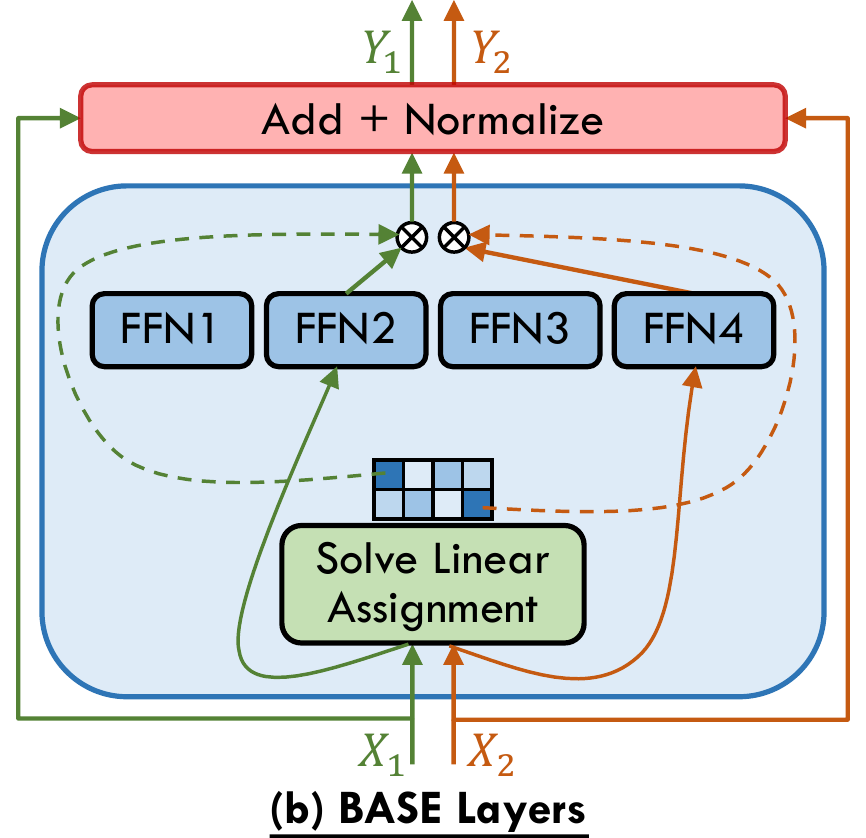 Y₁ Y₂
Add + Normalize
FFN1 FFN2 FFN3 FFN4
Solve Linear
Assignment
X₁ X₂
(b) BASE Layers